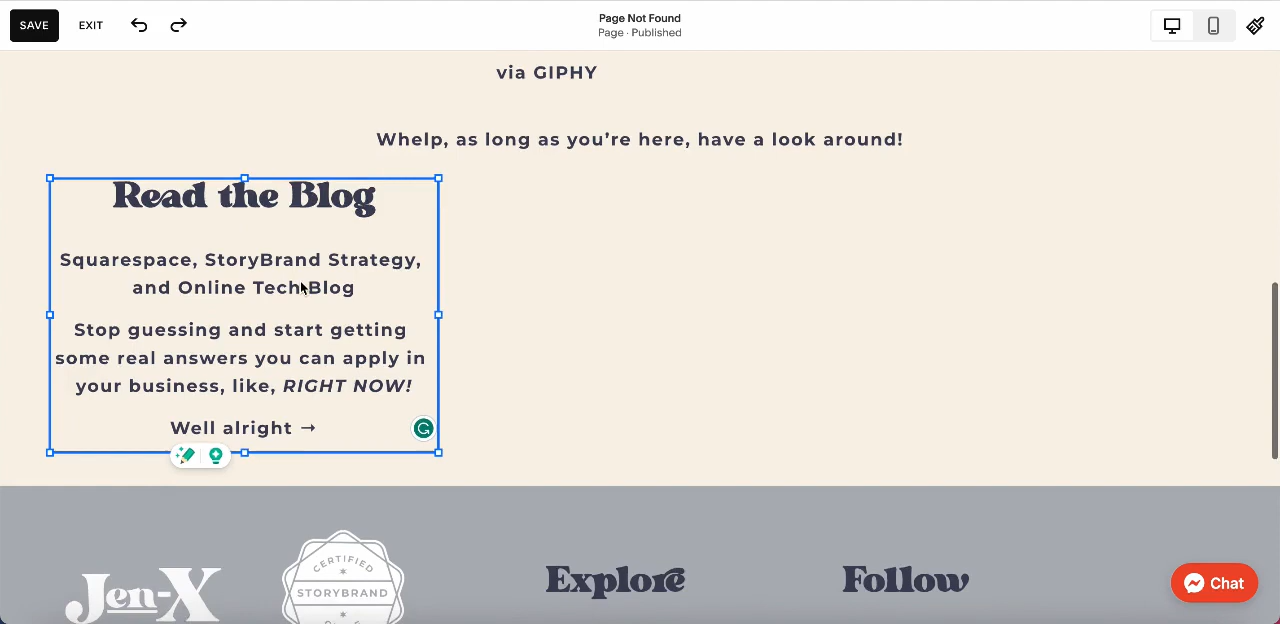 SAVE EXIT Page Not Found
Page · Published
via GIPHY
Whelp, as long as you're here, have a look around!
Read the Blog
Squarespace, StoryBrand Strategy,
and Online Tech Blog
Stop guessing and start getting
some real answers you can apply in
your business, like, RIGHT NOW!
Well alright →
Jen-X
CERTIFIED
STORYBRAND
Explore
Follow
Chat